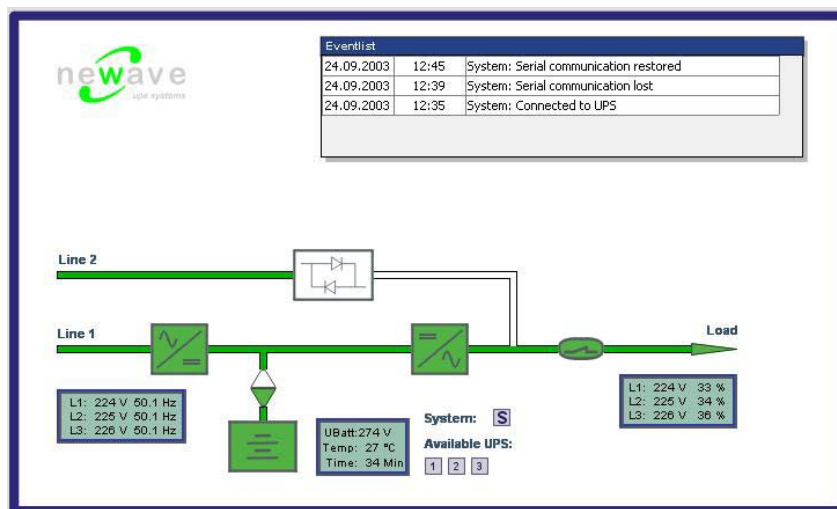 newave
ups systems
Eventlist
24.09.2003 12:45 System: Serial communication restored
24.09.2003 12:39 System: Serial communication lost
24.09.2003 12:35 System: Connected to UPS
Line 2
Line 1
Load
L1: 224 V 50.1 Hz
L2: 225 V 50.1 Hz
L3: 226 V 50.1 Hz
UBatt:274 V
Temp: 27 °C
Time: 34 Min
System: S
Available UPS:
1 2 3
L1: 224 V 33 %
L2: 225 V 34 %
L3: 226 V 36 %